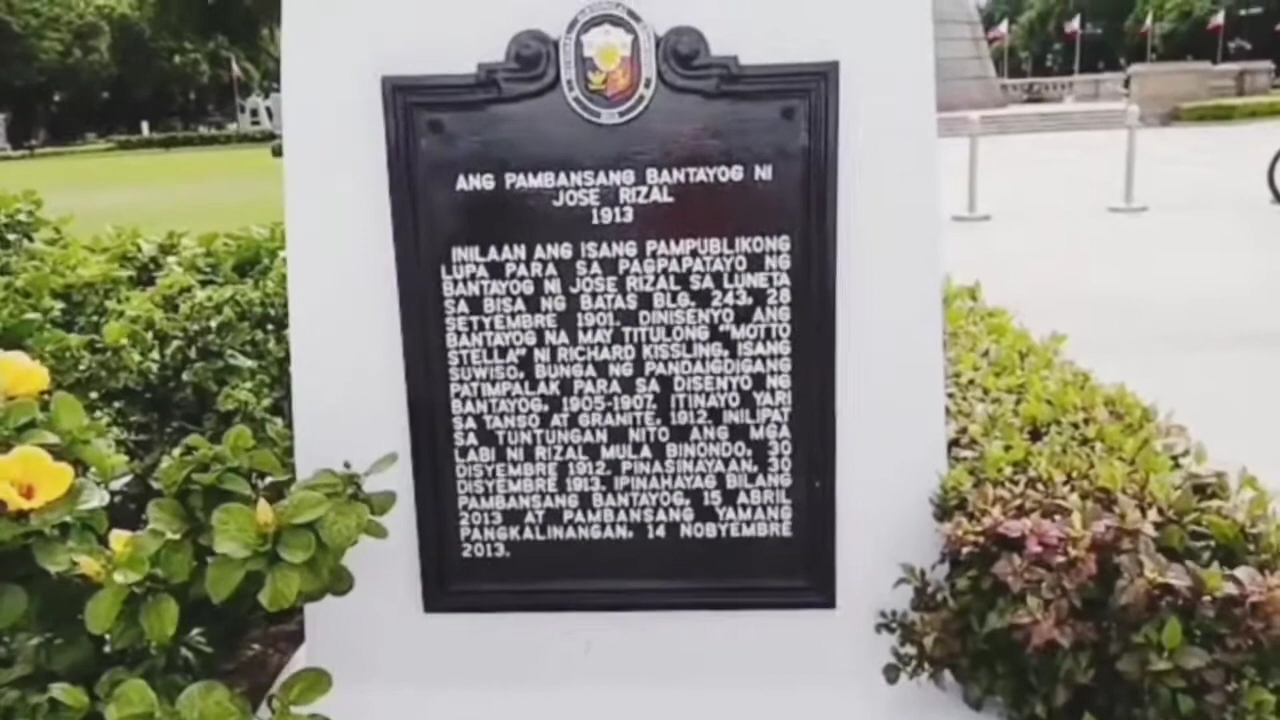 ANG PAMBANSANG BANTAYOG NI
JOSE RIZAL
1913
INILAAN ANG ISANG PAMPUBLIKONG
LUPA PARA SA PAGPAPATAYO NG
BANTAYOG NI JOSE RIZAL SA LUNETA
SA BISA NG BATAS BLG. 243, 28
SETYEMBRE 1901. DINISENYO ANG
BANTAYOG NA MAY TITULONG "MOTTO
STELLA" NI RICHARD KISSLING, ISANG
SUWISO, BUNGA NG PANDAIGDIGANG
PATIMPALAK PARA SA DISENYO NG
BANTAYOG, 1905-1907. ITINAYO YARI
SA TANSO AT GRANITE, 1912. INILIPAT
SA TUNTUNGAN NITO ANG MGA
LABI NI RIZAL MULA BINONDO, 30
DISYEMBRE 1912. PINASINAYAAN, 30
DISYEMBRE 1913. IPINAHAYAG BILANG
PAMBANSANG BANTAYOG, 15 ABRIL
2013 AT PAMBANSANG YAMANG
PANGKALINANGAN, 14 NOBYEMBRE
2013.